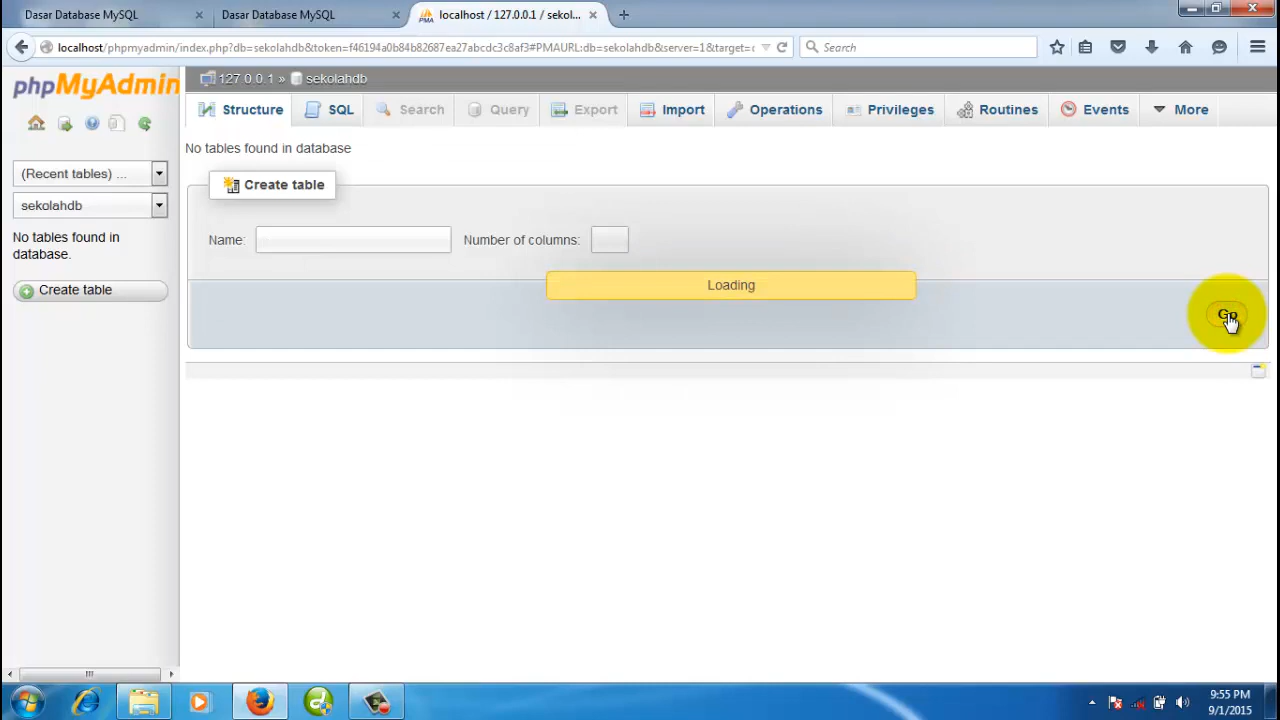 Dasar Database MySQL
Dasar Database MySQL
localhost / 127.0.0.1 / sekol...
localhost/phpmyadmin/index.php?db=sekolahdb&token=f46194a0b84b82687ea27abcdc3c8af3#PMAURL:db=sekolahdb&server=1&target=
Search
phpMyAdmin
127.0.0.1 » sekolahdb
Structure SQL Search Query Export Import Operations Privileges Routines Events More
(Recent tables) ...
sekolahdb
No tables found in
database.
Create table
No tables found in database
Create table
Name: Number of columns:
Loading
Go
9:55 PM
9/1/2015